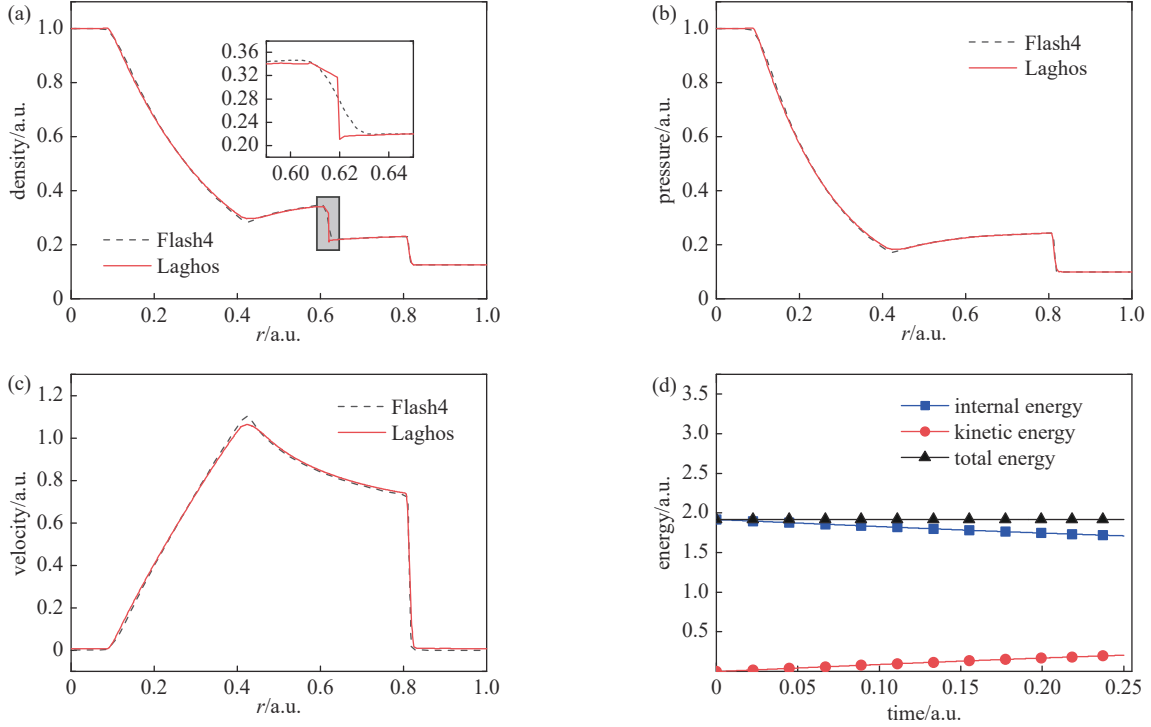 (a)
1.0
0.8
0.6
0.4
0.2
0
density/a.u.
0.36
0.32
0.28
0.24
0.20
0.60
0.62
0.64
Flash4
Laghos
0
0.2
0.4
0.6
0.8
1.0
r/a.u.
(b)
1.0
0.8
0.6
0.4
0.2
0
pressure/a.u.
Flash4
Laghos
0
0.2
0.4
0.6
0.8
1.0
r/a.u.
(c)
1.2
1.0
0.8
0.6
0.4
0.2
0
velocity/a.u.
Flash4
Laghos
0
0.2
0.4
0.6
0.8
1.0
r/a.u.
(d)
3.5
3.0
2.5
2.0
1.5
1.0
0.5
energy/a.u.
internal energy
kinetic energy
total energy
0
0.05
0.10
0.15
0.20
0.25
time/a.u.